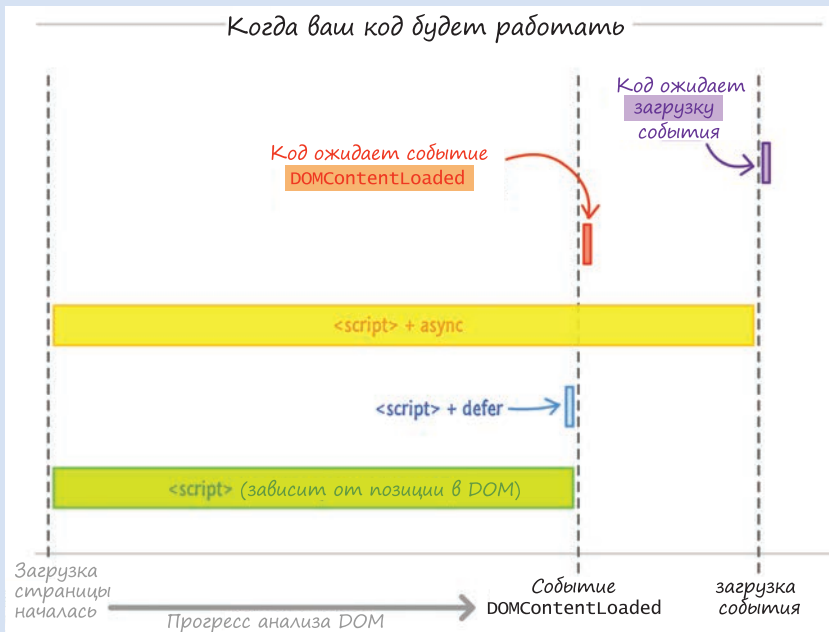 Когда ваш код будет работать
Код ожидает
загрузку
события
Код ожидает событие
DOMContentLoaded
<script> + async
<script> + defer
<script> (зависит от позиции в DOM)
Загрузка
страницы
началась
Прогресс анализа DOM
Событие
DOMContentLoaded
загрузка
события